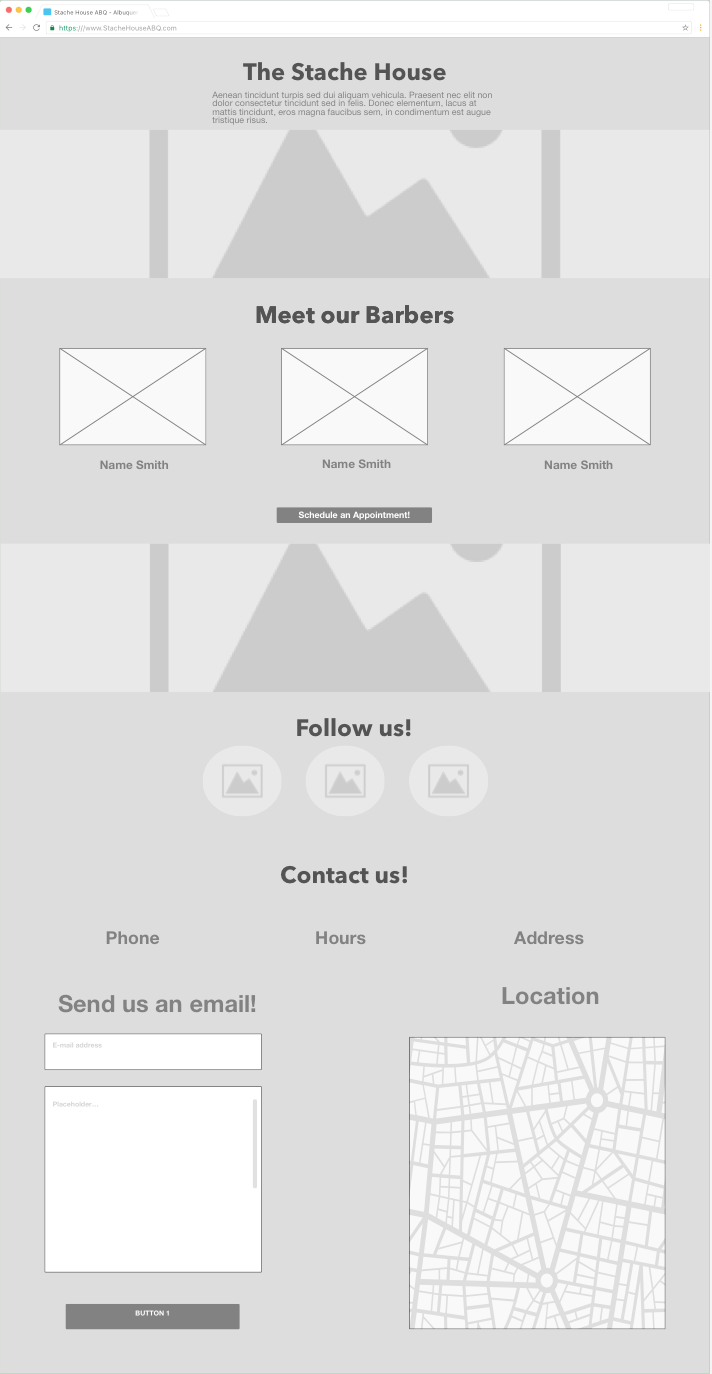 Stache House ABQ - Albuquer
https:///www.StacheHouseABQ.com
The Stache House
Aenean tincidunt turpis sed dui aliquam vehicula. Praesent nec elit non
dolor consectetur tincidunt sed in felis. Donec elementum, lacus at
mattis tincidunt, eros magna faucibus sem, in condimentum est augue
tristique risus.
Meet our Barbers
Name Smith
Name Smith
Name Smith
Schedule an Appointment!
Follow us!
Contact us!
Phone
Hours
Address
Send us an email!
Location
E-mail address
Placeholder...
BUTTON 1